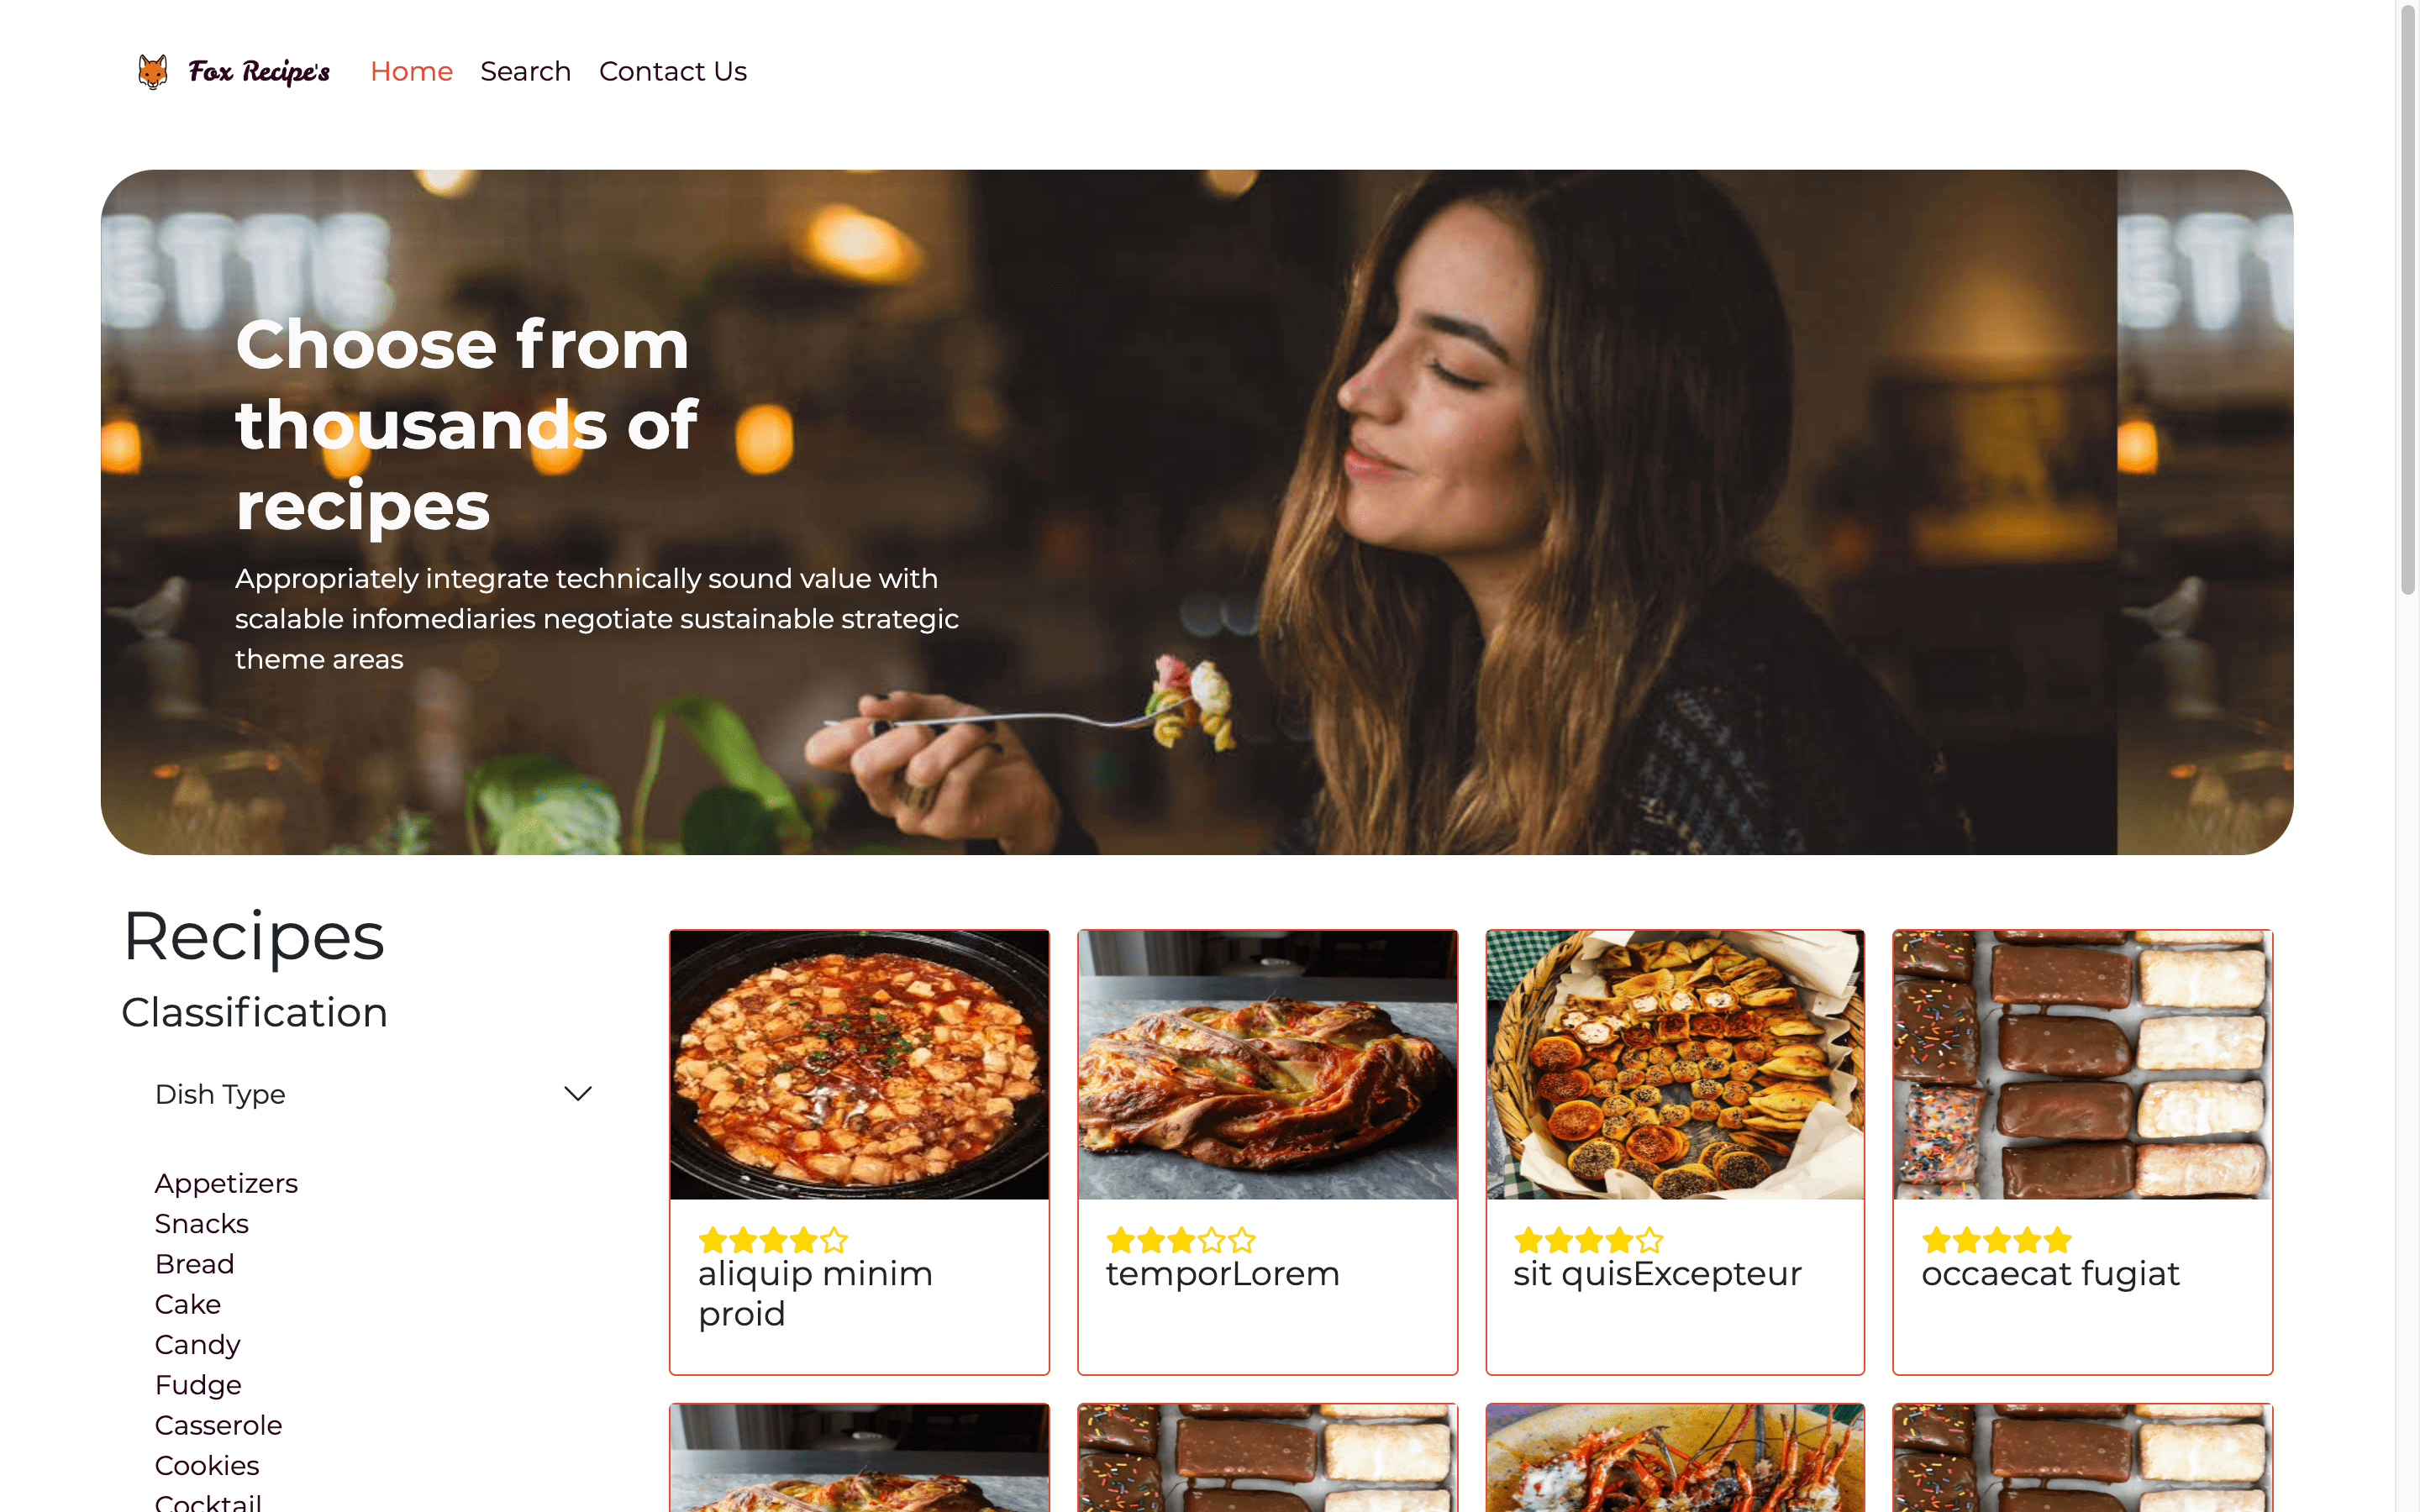 Fox Recipe's
Home Search Contact Us
ETTE
ETT
Choose from
thousands of
recipes
Appropriately integrate technically sound value with
scalable infomediaries negotiate sustainable strategic
theme areas
Recipes
Classification
Dish Type
Appetizers
Snacks
Bread
Cake
Candy
Fudge
Casserole
Cookies
Cocktail
aliquip minim
proid
temporLorem
sit quisExcepteur
occaecat fugiat